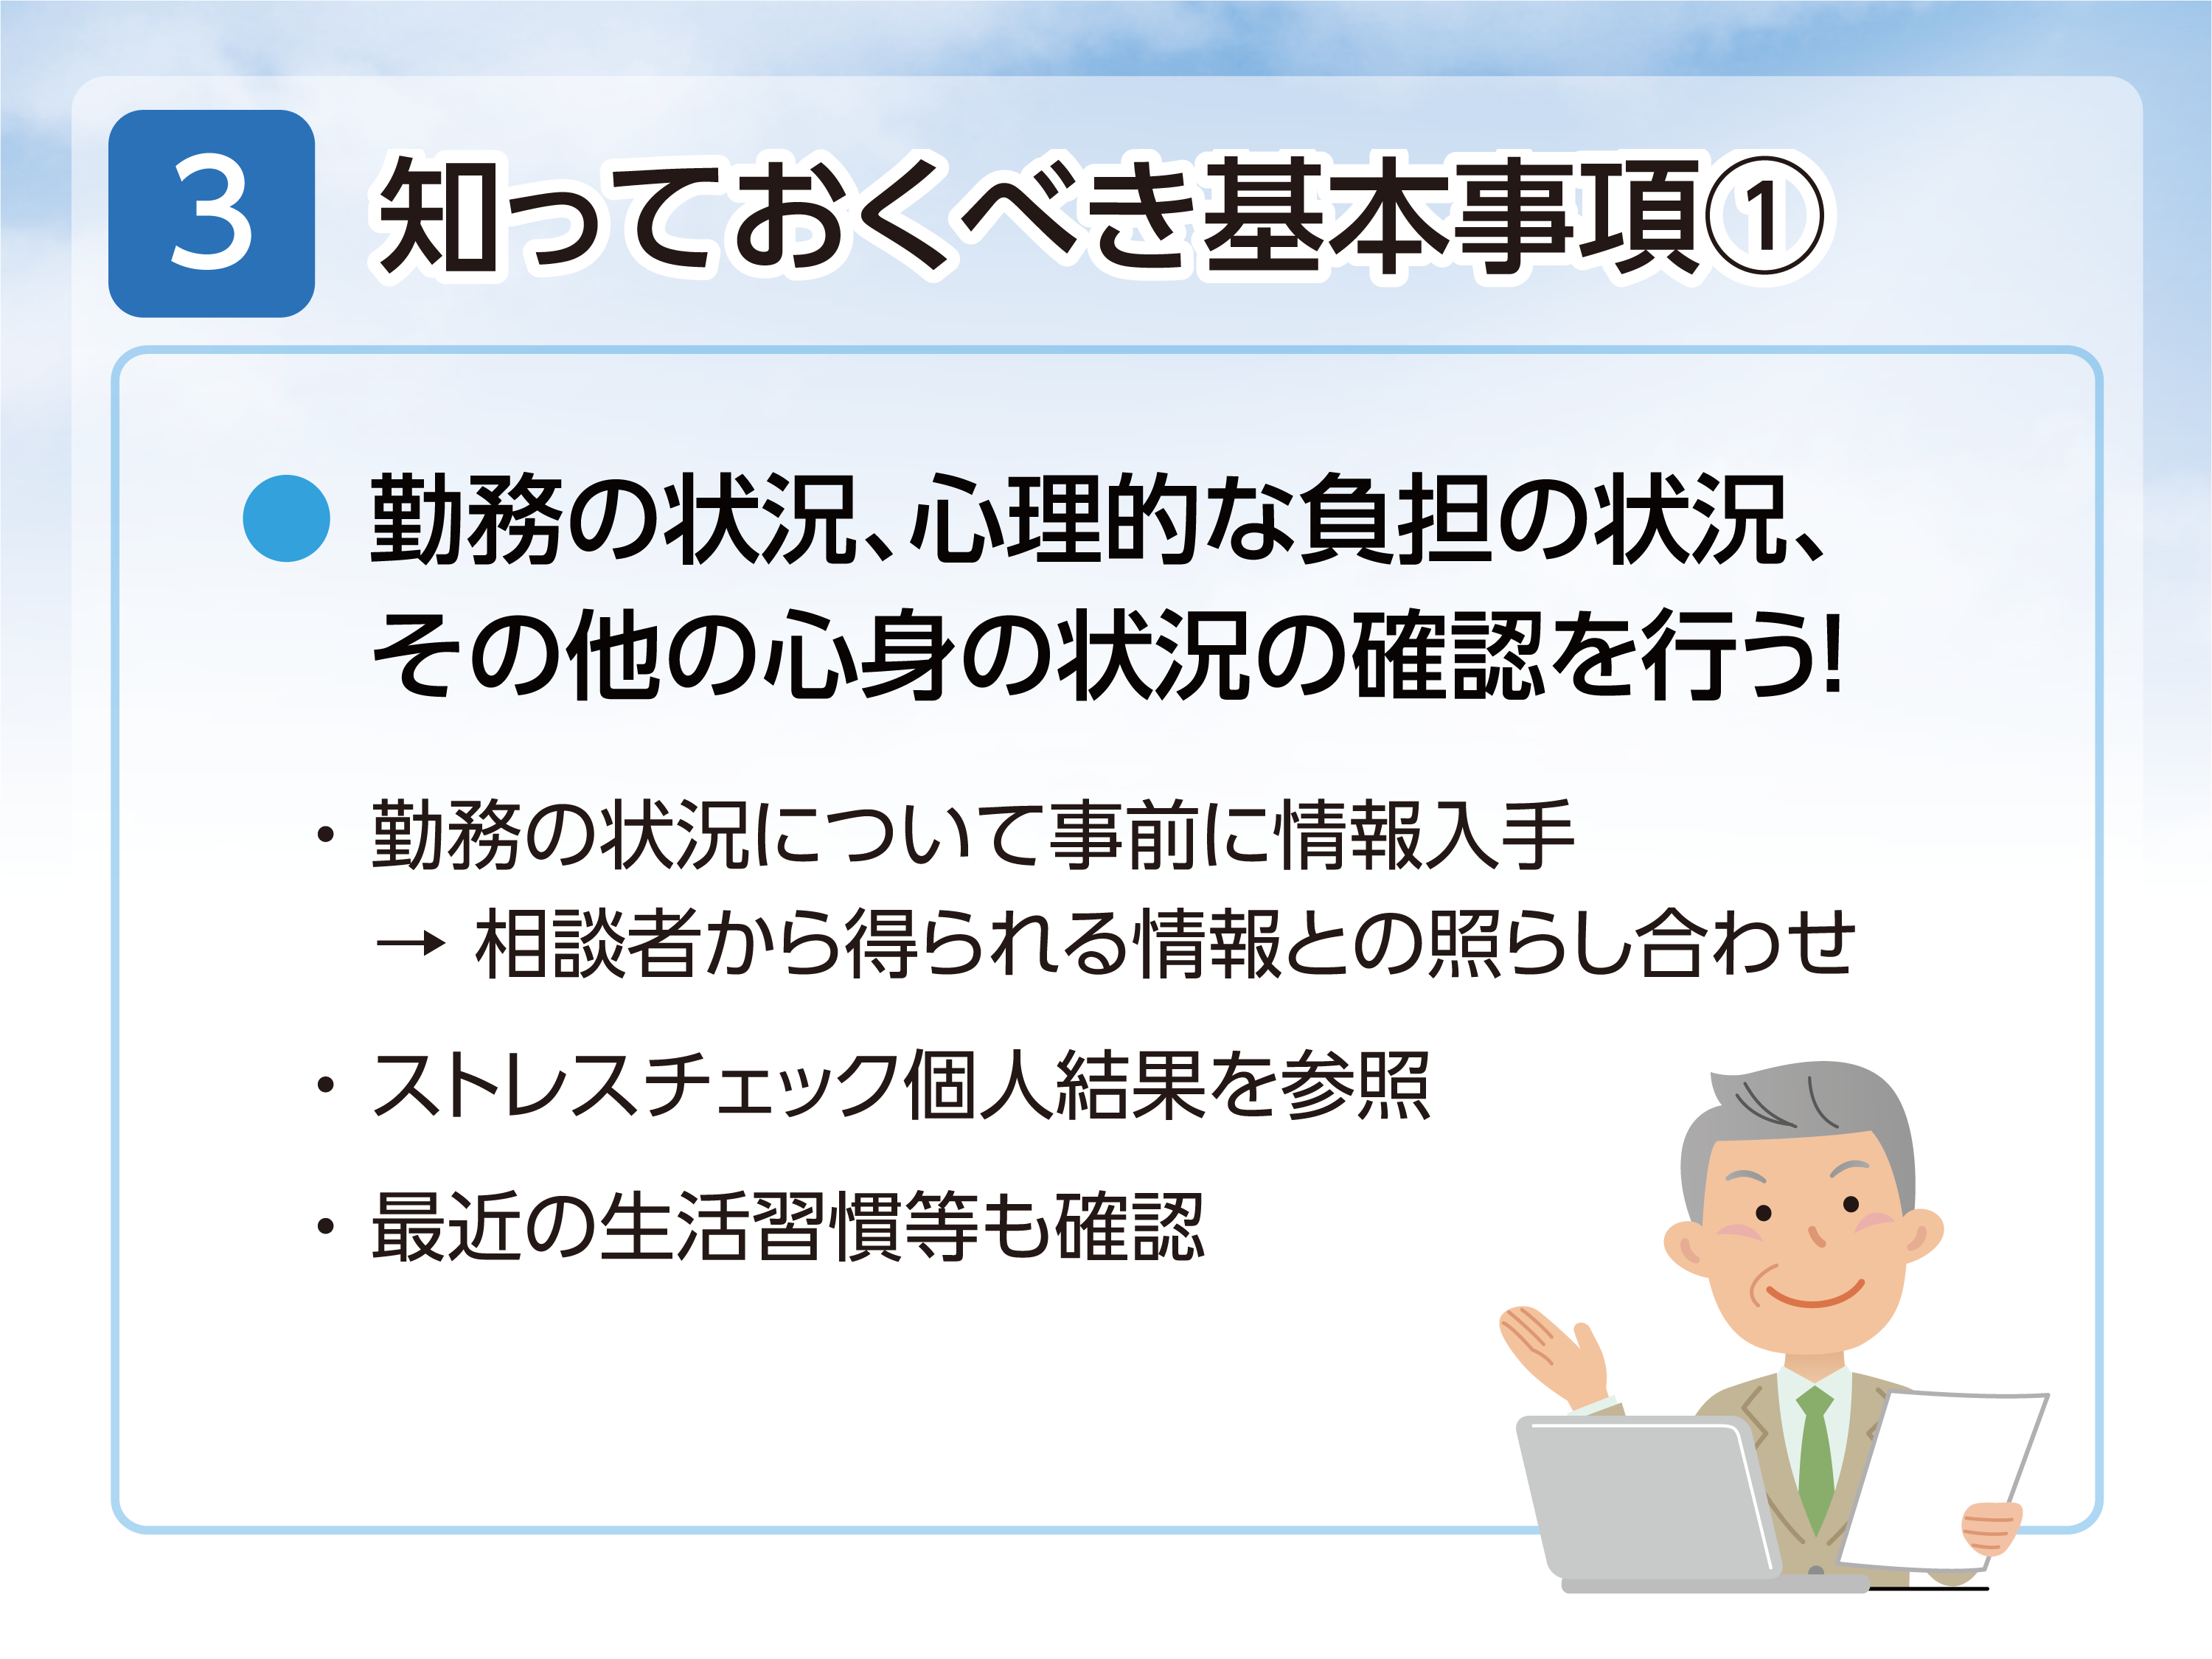 3 知っておくべき基本事項①
● 勤務の状況、心理的な負担の状況、
その他の心身の状況の確認を行う！
・ 勤務の状況について事前に情報入手
→ 相談者から得られる情報との照らし合わせ
・ ストレスチェック個人結果を参照
・ 最近の生活習慣等も確認